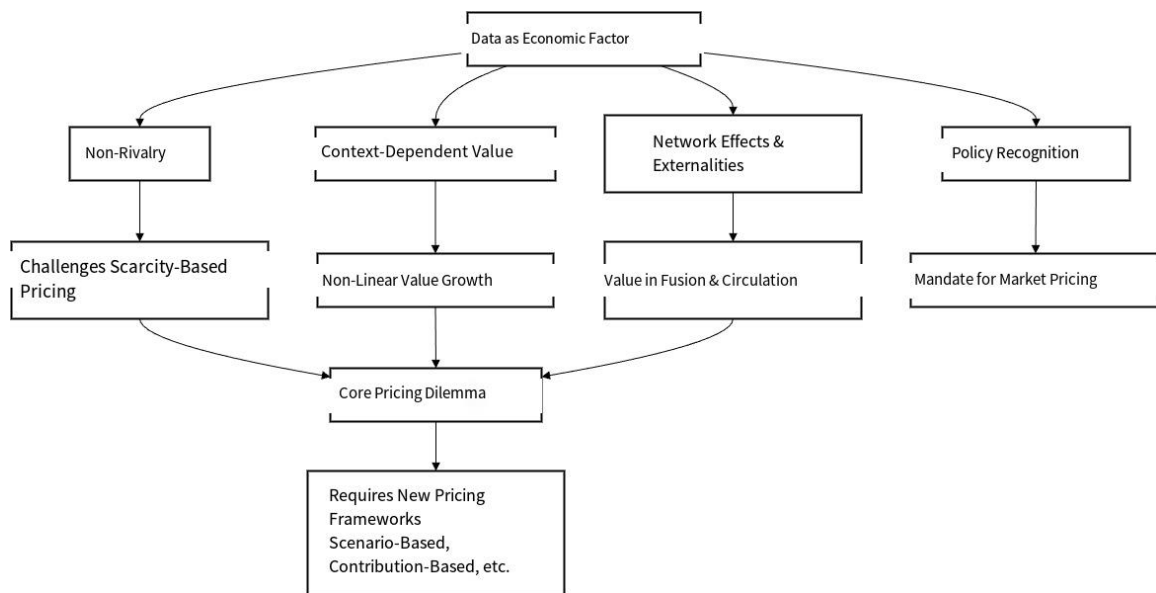 Data as Economic Factor
Non-Rivalry
Context-Dependent Value
Network Effects &
Externalities
Policy Recognition
Challenges Scarcity-Based
Pricing
Non-Linear Value Growth
Value in Fusion & Circulation
Mandate for Market Pricing
Core Pricing Dilemma
Requires New Pricing
Frameworks
Scenario-Based,
Contribution-Based, etc.